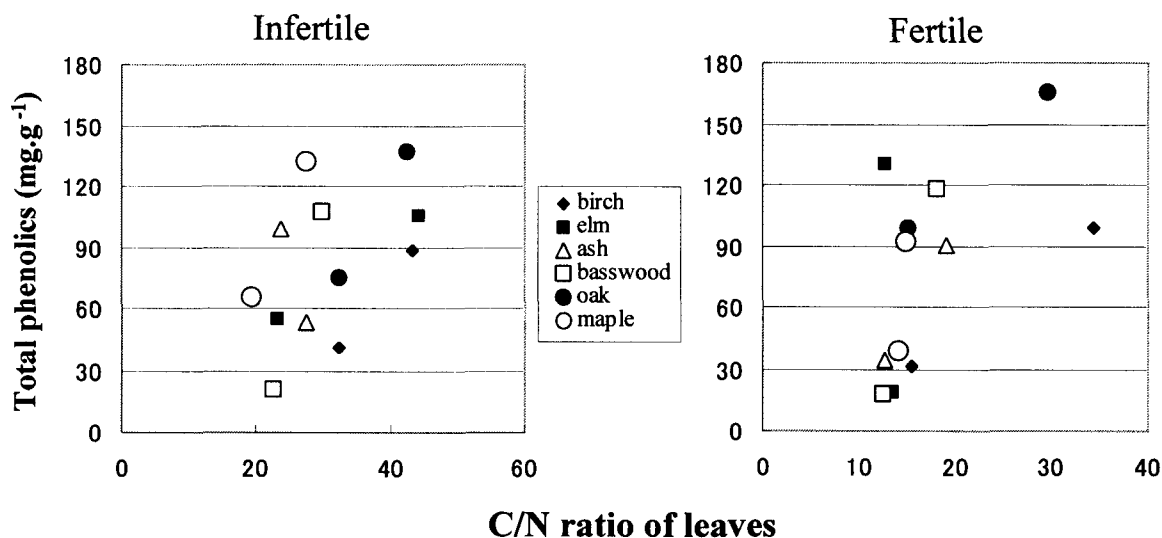 Infertile
Fertile
Total phenolics (mg.g⁻¹)
180
150
120
90
60
30
0
0 20 40 60
birch
elm
ash
basswood
oak
maple
180
150
120
90
60
30
0
0 10 20 30 40
C/N ratio of leaves